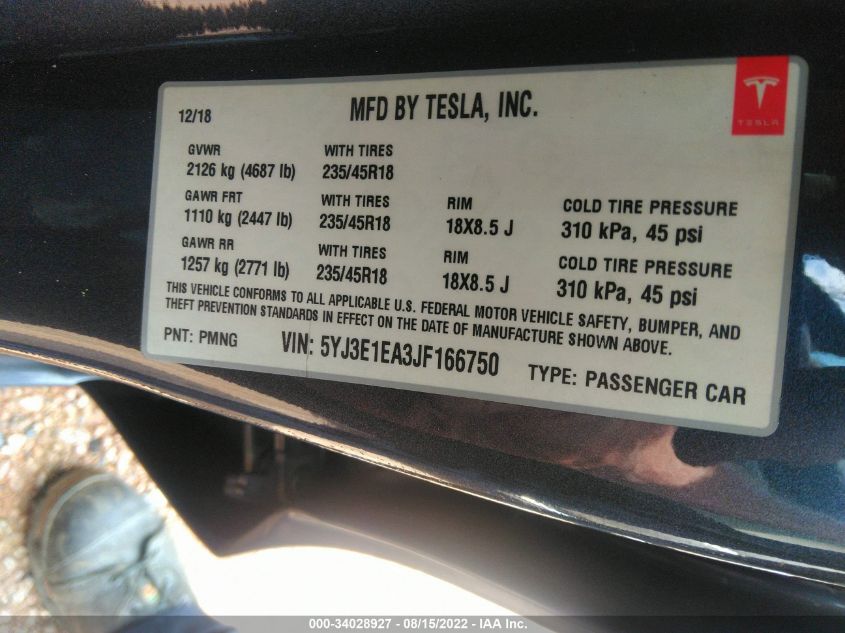 12/18 MFD BY TESLA, INC.
TESLA
GVWR WITH TIRES
2126 kg (4687 lb) 235/45R18
GAWR FRT WITH TIRES RIM COLD TIRE PRESSURE
1110 kg (2447 lb) 235/45R18 18X8.5 J 310 kPa, 45 psi
GAWR RR WITH TIRES RIM COLD TIRE PRESSURE
1257 kg (2771 lb) 235/45R18 18X8.5 J 310 kPa, 45 psi
THIS VEHICLE CONFORMS TO ALL APPLICABLE U.S. FEDERAL MOTOR VEHICLE SAFETY, BUMPER, AND
THEFT PREVENTION STANDARDS IN EFFECT ON THE DATE OF MANUFACTURE SHOWN ABOVE.
PNT: PMNG VIN: 5YJ3E1EA3JF166750 TYPE: PASSENGER CAR
000-34028927 - 08/15/2022 - IAA Inc.